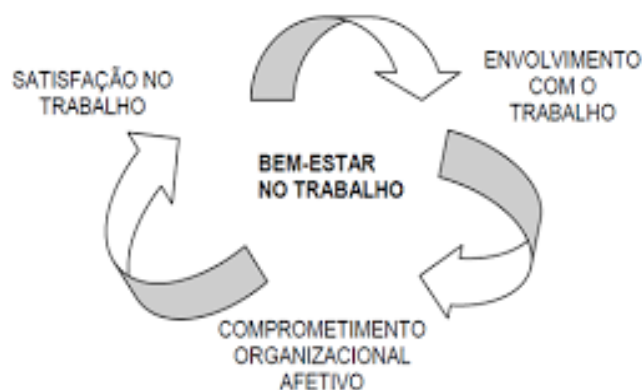 SATISFAÇÃO NO
TRABALHO
ENVOLVIMENTO
COM O
TRABALHO
BEM-ESTAR
NO TRABALHO
COMPROMETIMENTO
ORGANIZACIONAL
AFETIVO